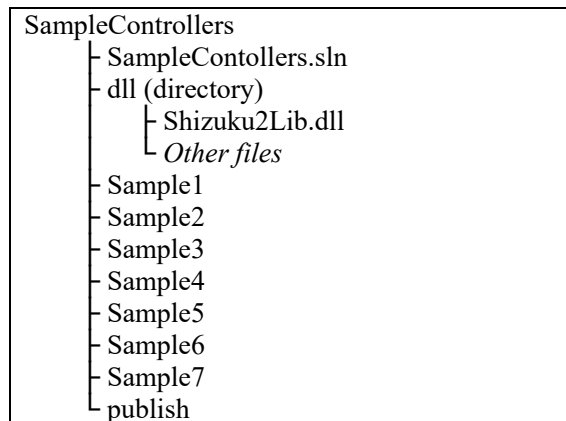 SampleControllers
SampleContollers.sln
dll (directory)
Shizuku2Lib.dll
Other files
Sample1
Sample2
Sample3
Sample4
Sample5
Sample6
Sample7
publish